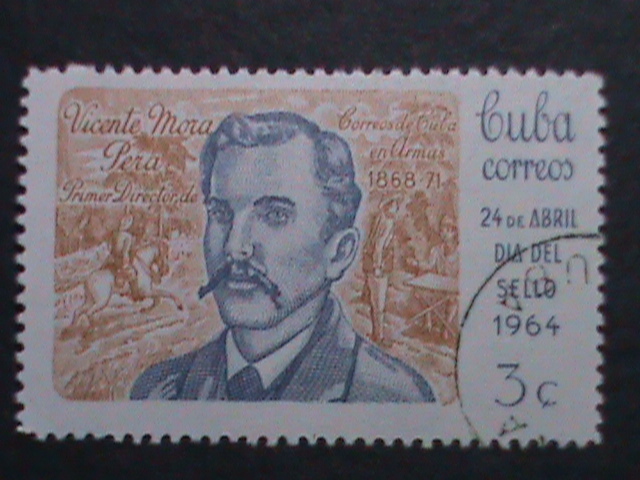 Vicente Mora
Pera
Primer Director de
Correos de Cuba
en Armas
1868-71
Cuba
correos
24 DE ABRIL
DIA DEL
SELLO
1964
3 ¢